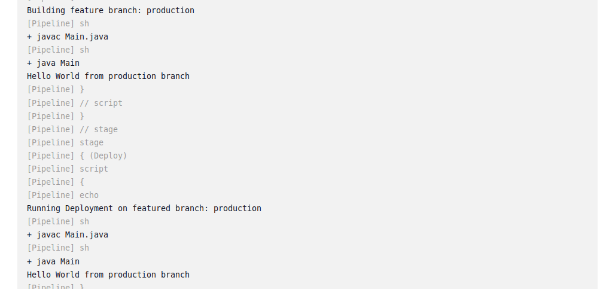 Building feature branch: production
[Pipeline] sh
+ javac Main.java
[Pipeline] sh
+ java Main
Hello World from production branch
[Pipeline] }
[Pipeline] // script
[Pipeline] }
[Pipeline] // stage
[Pipeline] stage
[Pipeline] { (Deploy)
[Pipeline] script
[Pipeline] {
[Pipeline] echo
Running Deployment on featured branch: production
[Pipeline] sh
+ javac Main.java
[Pipeline] sh
+ java Main
Hello World from production branch
[Pipeline] }